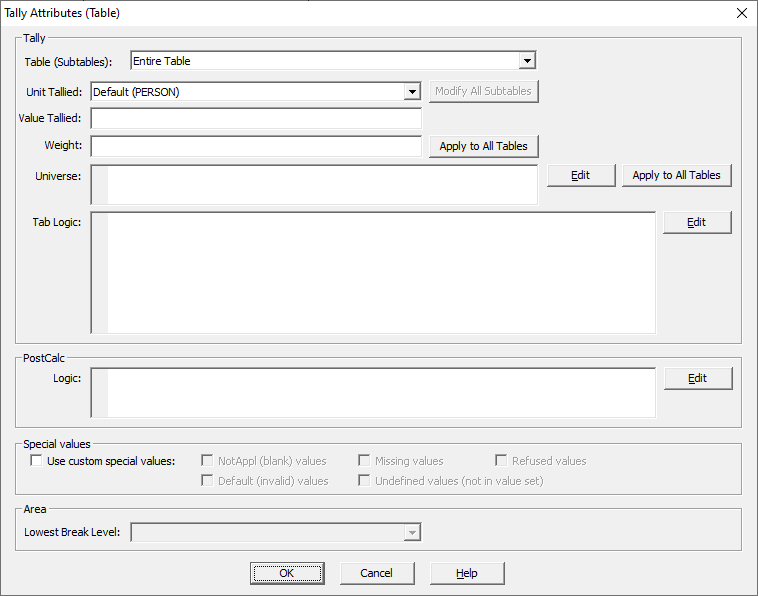 Tally Attributes (Table)
Tally
Table (Subtables): Entire Table
Unit Tallied: Default (PERSON) Modify All Subtables
Value Tallied:
Weight: Apply to All Tables
Universe: Edit Apply to All Tables
Tab Logic: Edit
PostCalc
Logic: Edit
Special values
Use custom special values: NotAppl (blank) values Missing values Refused values
Default (invalid) values Undefined values (not in value set)
Area
Lowest Break Level:
OK Cancel Help